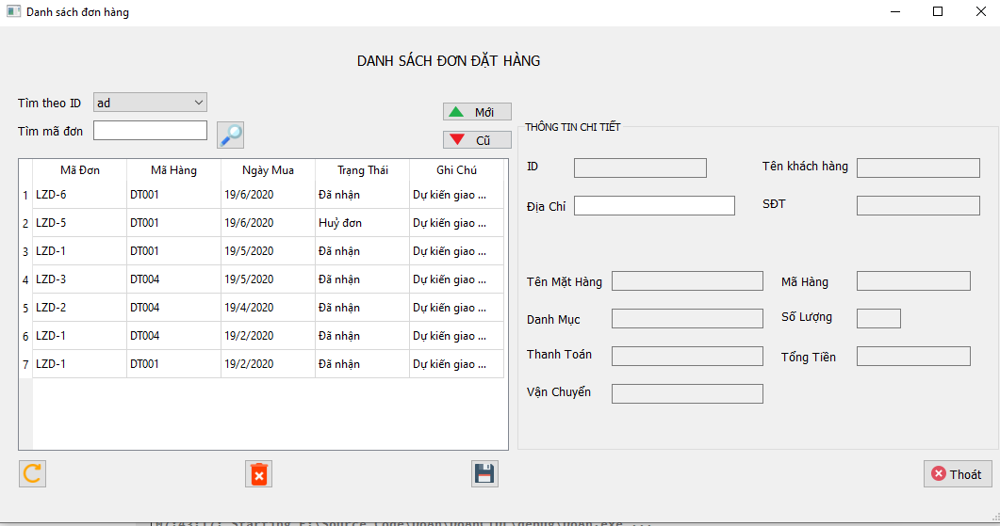 Danh sách đơn hàng
DANH SÁCH ĐƠN ĐẶT HÀNG
Tìm theo ID ad
Tìm mã đơn
Mới
Cũ
Mã Đơn Mã Hàng Ngày Mua Trạng Thái Ghi Chú
1 LZD-6 DT001 19/6/2020 Đã nhận Dự kiến giao ...
2 LZD-5 DT001 19/6/2020 Huỷ đơn Dự kiến giao ...
3 LZD-1 DT001 19/5/2020 Đã nhận Dự kiến giao ...
4 LZD-3 DT004 19/5/2020 Đã nhận Dự kiến giao ...
5 LZD-2 DT004 19/4/2020 Đã nhận Dự kiến giao ...
6 LZD-1 DT004 19/2/2020 Đã nhận Dự kiến giao ...
7 LZD-1 DT001 19/2/2020 Đã nhận Dự kiến giao ...
THÔNG TIN CHI TIẾT
ID Tên khách hàng
Địa Chỉ SĐT
Tên Mặt Hàng Mã Hàng
Danh Mục Số Lượng
Thanh Toán Tổng Tiền
Vận Chuyển
Thoát